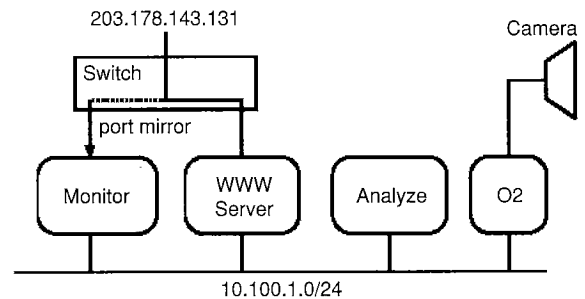 203.178.143.131
Camera
Switch
port mirror
Monitor
WWW
Server
Analyze
O2
10.100.1.0/24